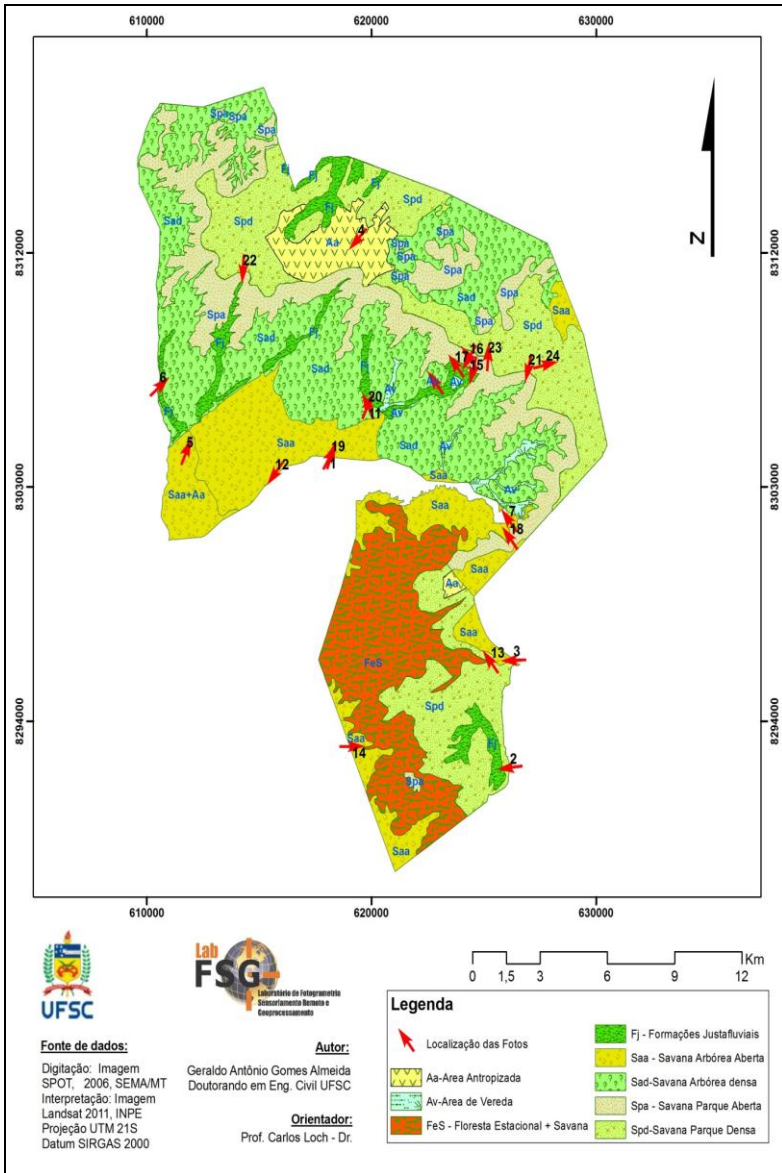 610000 620000 630000
Spa Spa
Spa
Fj Fj Fj
Fj
Spd
Sad Spd 4 Spa
Aa Spa
Spa
22 Spa Spa
Sad Spa Saa
Spa Spa Spd
Fj Fj Sad 17 16 23
15 21 24
6 Sad Fj Av Av Av
20
Fj 11 Av
5 Saa 19 Sad Av
12 1 Saa
Saa+Aa Av
Saa 7
18
Saa
Aa
Saa
13 3
FeS
Spd
Saa Fj
14 2
Spa
Saa
8312000 8312000
8303000 8303000
8294000 8294000
N
610000 620000 630000
UFSC
Lab
FSG
Laboratório de Fotogrametria
Sensoriamento Remoto e
Geoprocessamento
Km
0 1,5 3 6 9 12
Fonte de dados:
Digitação: Imagem
SPOT, 2006, SEMA/MT
Interpretação: Imagem
Landsat 2011, INPE
Projeção UTM 21S
Datum SIRGAS 2000
Autor:
Geraldo Antônio Gomes Almeida
Doutorando em Eng. Civil UFSC
Orientador:
Prof. Carlos Loch - Dr.
Legenda
Localização das Fotos
Aa-Area Antropizada
Av-Area de Vereda
FeS - Floresta Estacional + Savana
Fj - Formações Justafluviais
Saa - Savana Arbórea Aberta
Sad-Savana Arbórea densa
Spa - Savana Parque Aberta
Spd-Savana Parque Densa